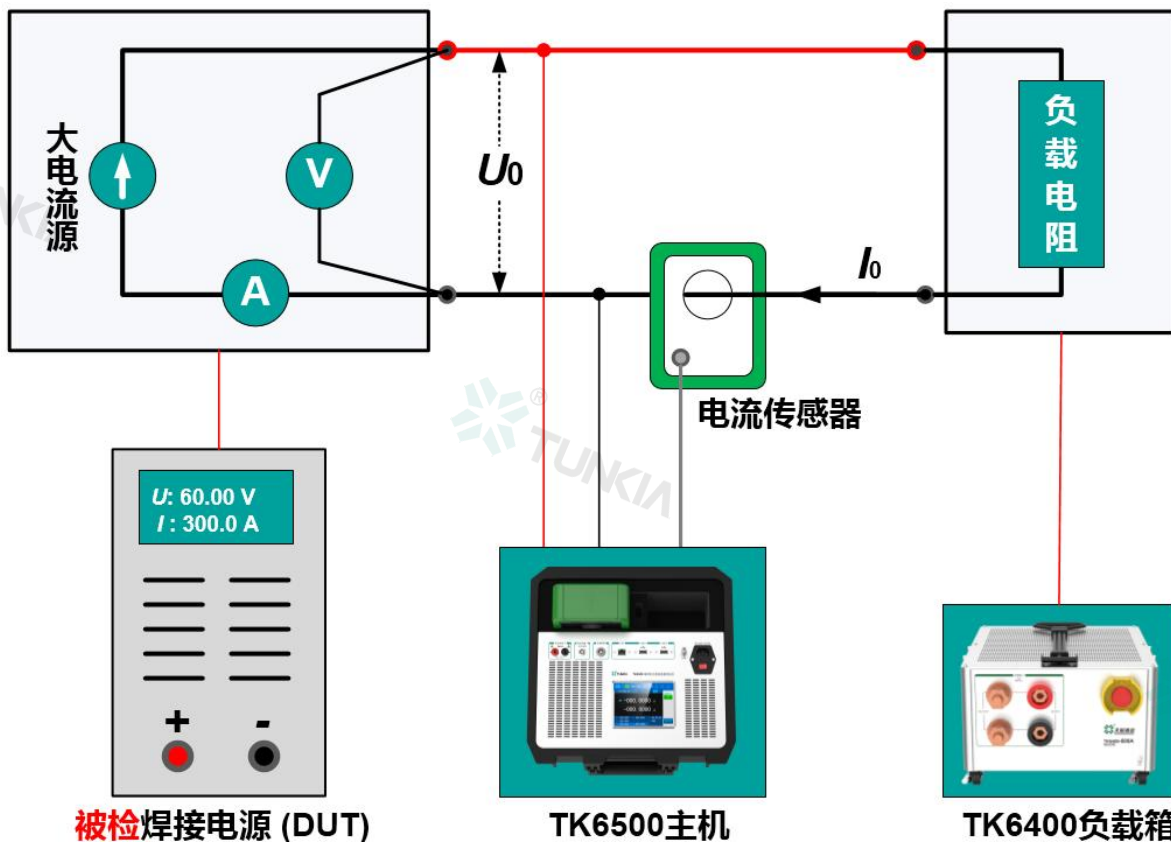 大电流源
V
A
U0
I0
负载电阻
电流传感器
TUNKIA
®
U: 60.00 V
I : 300.0 A
+
-
被检焊接电源 (DUT)
TK6500主机
TK6400负载箱